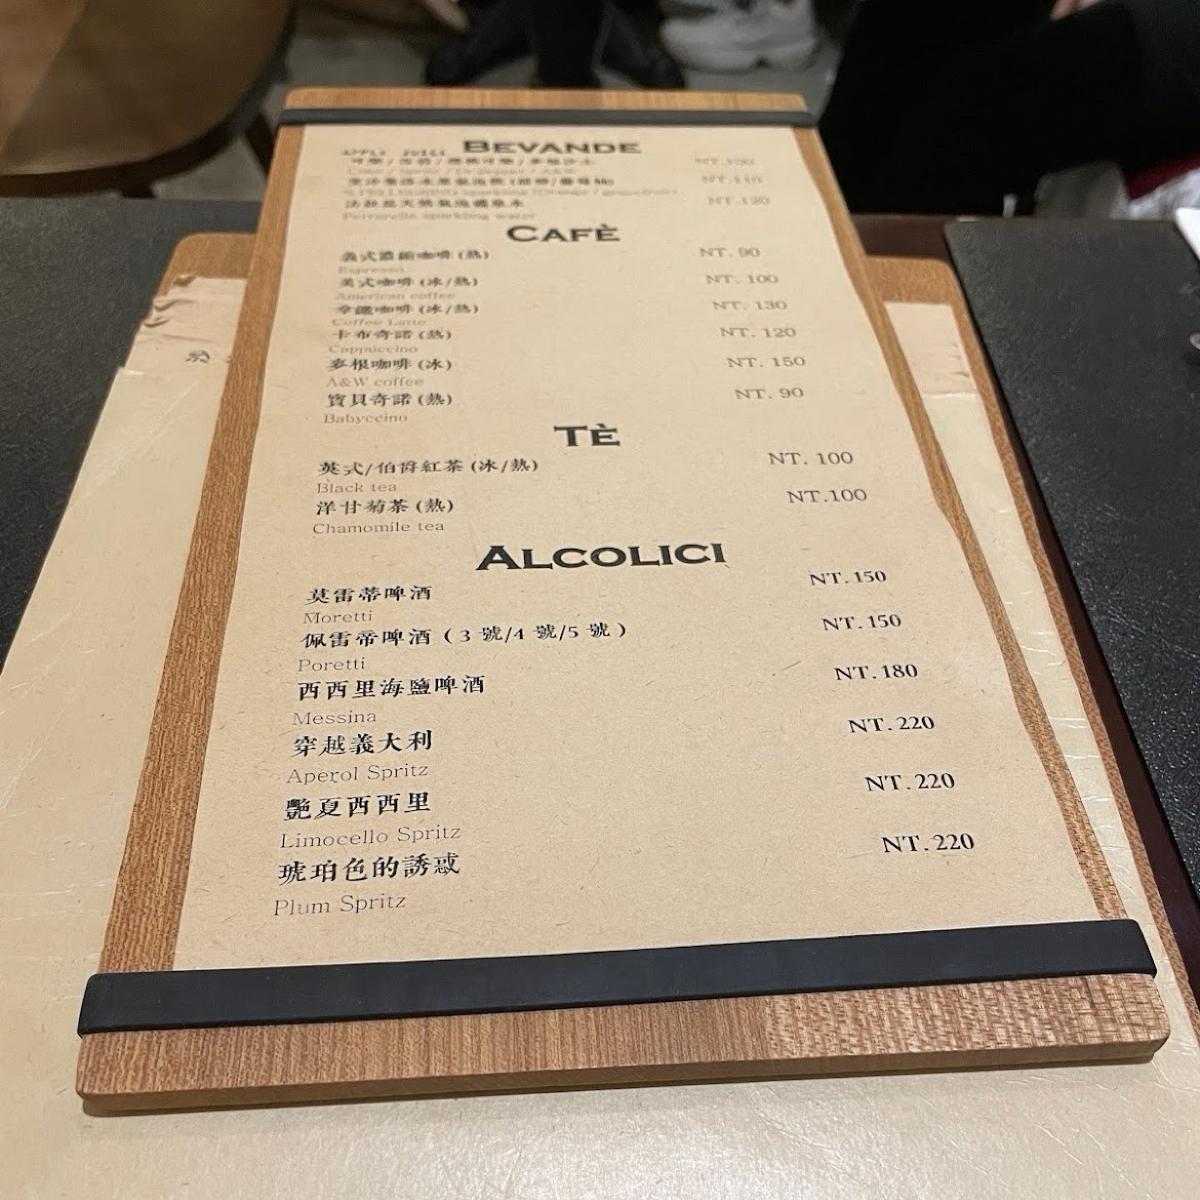 BEVANDE
NT.100
NT.140
NT.120
Ferrarelle sparkling water
CAFÈ
義式濃縮咖啡 (熱) NT. 90
Espresso
美式咖啡 (冰/熱) NT. 100
American coffee
拿鐵咖啡 (冰/熱) NT. 130
Coffee Latte
卡布奇諾 (熱) NT. 120
Cappuccino
麥根咖啡 (冰) NT. 150
A&W coffee
寶貝奇諾 (熱) NT. 90
Babyccino
TÈ
英式/伯爵紅茶 (冰/熱) NT. 100
Black tea
洋甘菊茶 (熱) NT.100
Chamomile tea
ALCOLICI
莫雷蒂啤酒 NT.150
Moretti
佩雷帝啤酒 ( 3 號/4 號/5 號 ) NT.150
Poretti
西西里海鹽啤酒 NT.180
Messina
穿越義大利 NT.220
Aperol Spritz
艷夏西西里 NT.220
Limocello Spritz
琥珀色的誘惑 NT.220
Plum Spritz